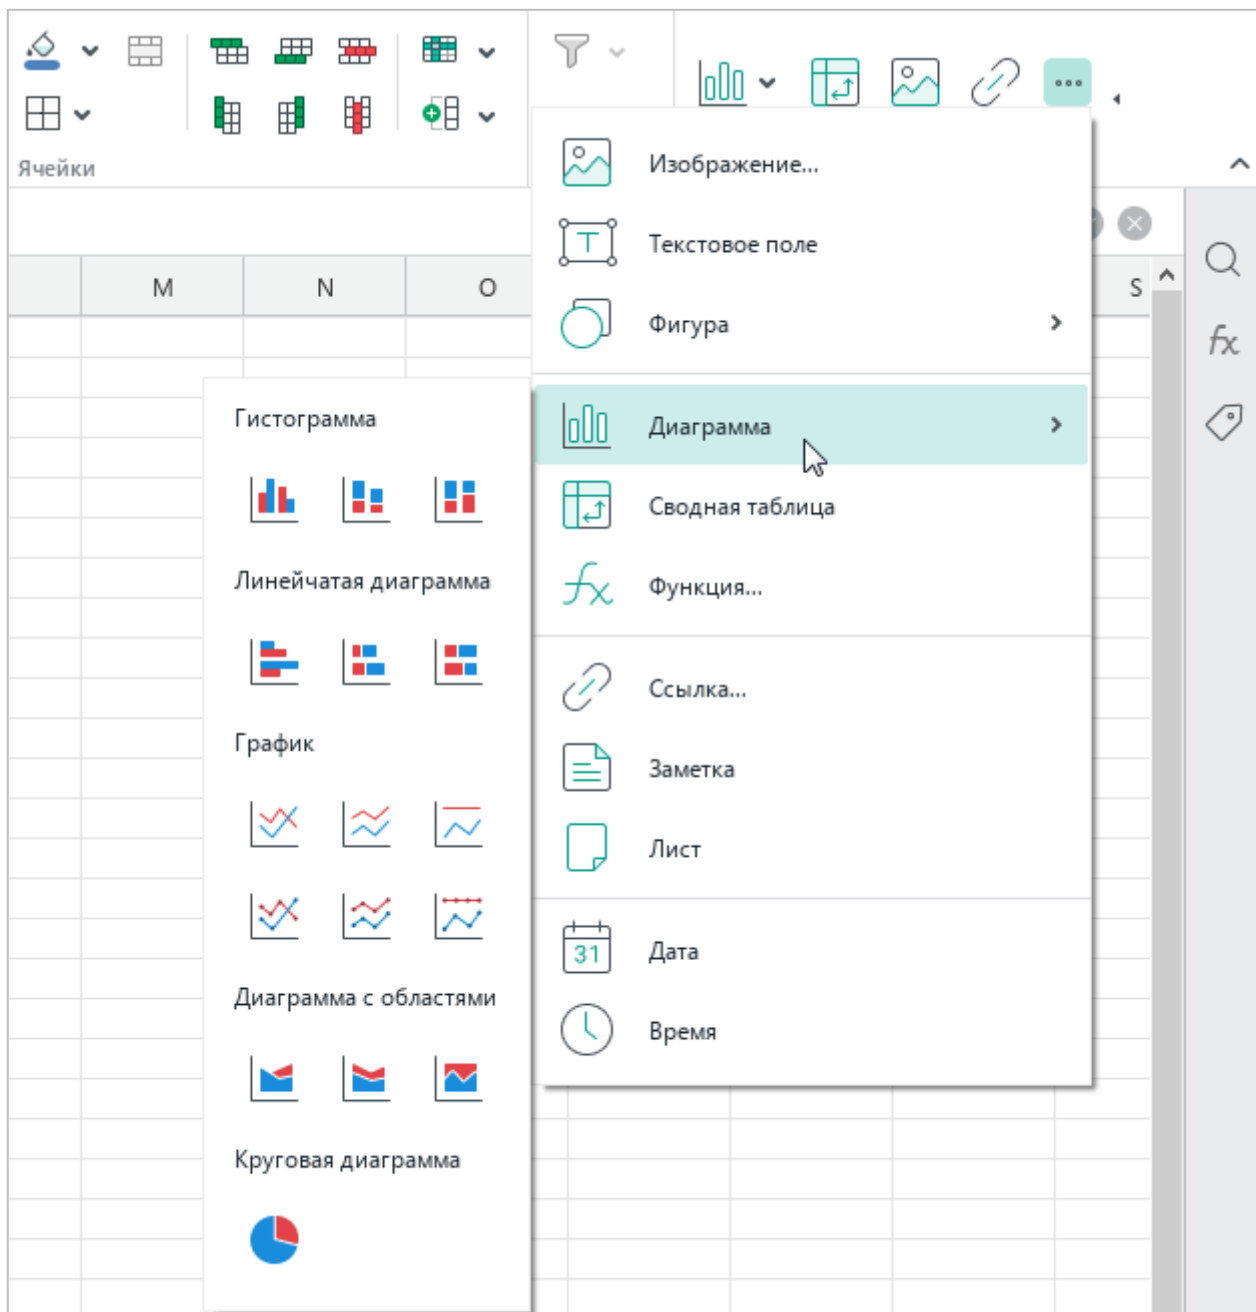 Ячейки
Изображение...
Текстовое поле
Фигура
M N O S
Диаграмма
Сводная таблица
Функция...
Ссылка...
Заметка
Лист
31 Дата
Время
Гистограмма
Линейчатая диаграмма
График
Диаграмма с областями
Круговая диаграмма
fx